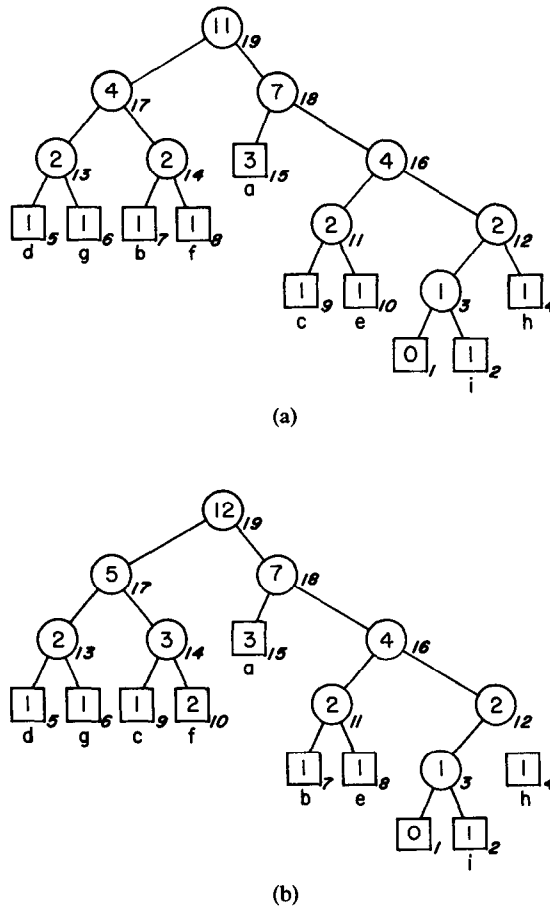 11 19
4 17 7 18
2 13 2 14 3 15 4 16
a
1 5 1 6 1 7 1 8 2 11 2 12
d g b f
1 9 1 10 1 3 1 4
c e h
0 1 1 2
i
(a)
12 19
5 17 7 18
2 13 3 14 3 15 4 16
a
1 5 1 6 1 9 2 10 2 11 2 12
d g c f
1 7 1 8 1 3 1 4
b e h
0 1 1 2
i
(b)